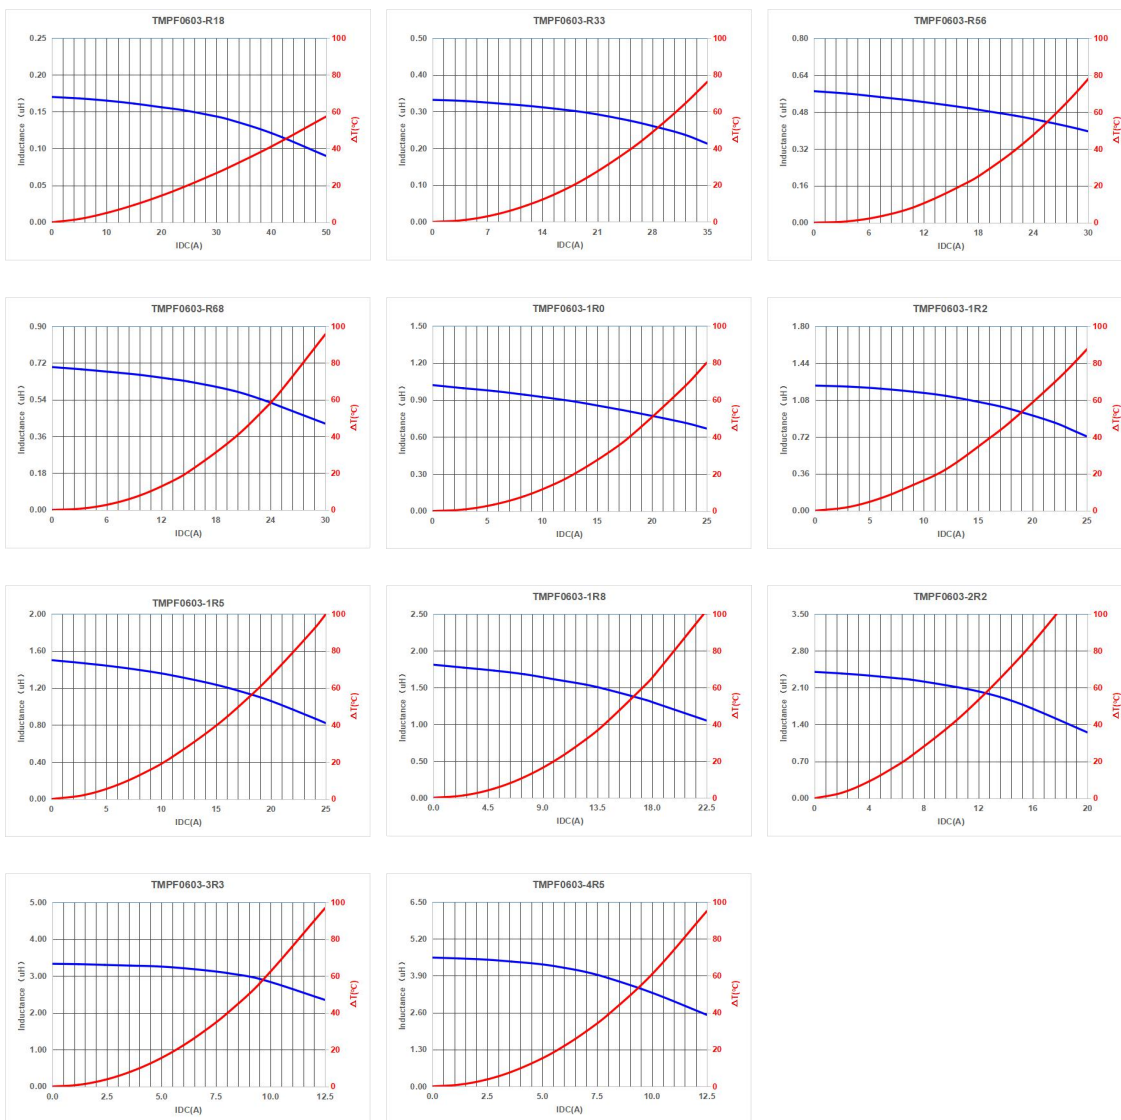 TMPF0603-R18
0.25
0.20
0.15
0.10
0.05
0.00
Inductance（uH）
100
80
60
40
20
0
ΔT(℃)
0 10 20 30 40 50
IDC(A)
TMPF0603-R33
0.50
0.40
0.30
0.20
0.10
0.00
Inductance（uH）
100
80
60
40
20
0
ΔT(℃)
0 7 14 21 28 35
IDC(A)
TMPF0603-R56
0.80
0.64
0.48
0.32
0.16
0.00
Inductance（uH）
100
80
60
40
20
0
ΔT(℃)
0 6 12 18 24 30
IDC(A)
TMPF0603-R68
0.90
0.72
0.54
0.36
0.18
0.00
Inductance（uH）
100
80
60
40
20
0
ΔT(℃)
0 6 12 18 24 30
IDC(A)
TMPF0603-1R0
1.50
1.20
0.90
0.60
0.30
0.00
Inductance（uH）
100
80
60
40
20
0
ΔT(℃)
0 5 10 15 20 25
IDC(A)
TMPF0603-1R2
1.80
1.44
1.08
0.72
0.36
0.00
Inductance（uH）
100
80
60
40
20
0
ΔT(℃)
0 5 10 15 20 25
IDC(A)
TMPF0603-1R5
2.00
1.60
1.20
0.80
0.40
0.00
Inductance（uH）
100
80
60
40
20
0
ΔT(℃)
0 5 10 15 20 25
IDC(A)
TMPF0603-1R8
2.50
2.00
1.50
1.00
0.50
0.00
Inductance（uH）
100
80
60
40
20
0
ΔT(℃)
0.0 4.5 9.0 13.5 18.0 22.5
IDC(A)
TMPF0603-2R2
3.50
2.80
2.10
1.40
0.70
0.00
Inductance（uH）
100
80
60
40
20
0
ΔT(℃)
0 4 8 12 16 20
IDC(A)
TMPF0603-3R3
5.00
4.00
3.00
2.00
1.00
0.00
Inductance（uH）
100
80
60
40
20
0
ΔT(℃)
0.0 2.5 5.0 7.5 10.0 12.5
IDC(A)
TMPF0603-4R5
6.50
5.20
3.90
2.60
1.30
0.00
Inductance（uH）
100
80
60
40
20
0
ΔT(℃)
0.0 2.5 5.0 7.5 10.0 12.5
IDC(A)